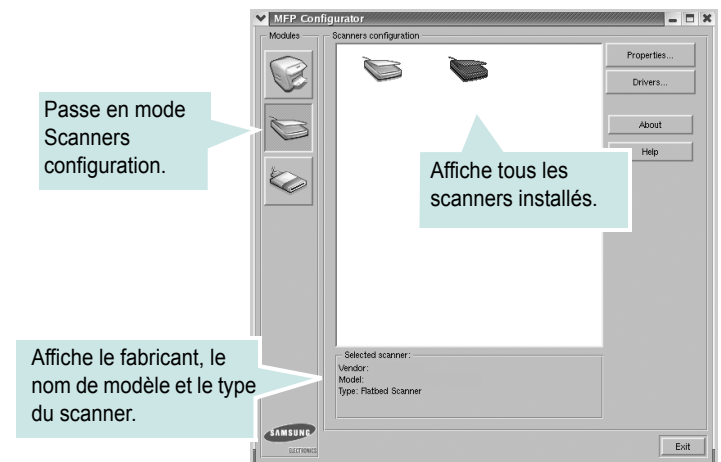 MFP Configurator
Modules
Scanners configuration
Properties...
Drivers...
About
Help
Passe en mode
Scanners
configuration.
Affiche tous les
scanners installés.
Affiche le fabricant, le
nom de modèle et le type
du scanner.
Selected scanner:
Vendor:
Model:
Type: Flatbed Scanner
SAMSUNG
ELECTRONICS
Exit